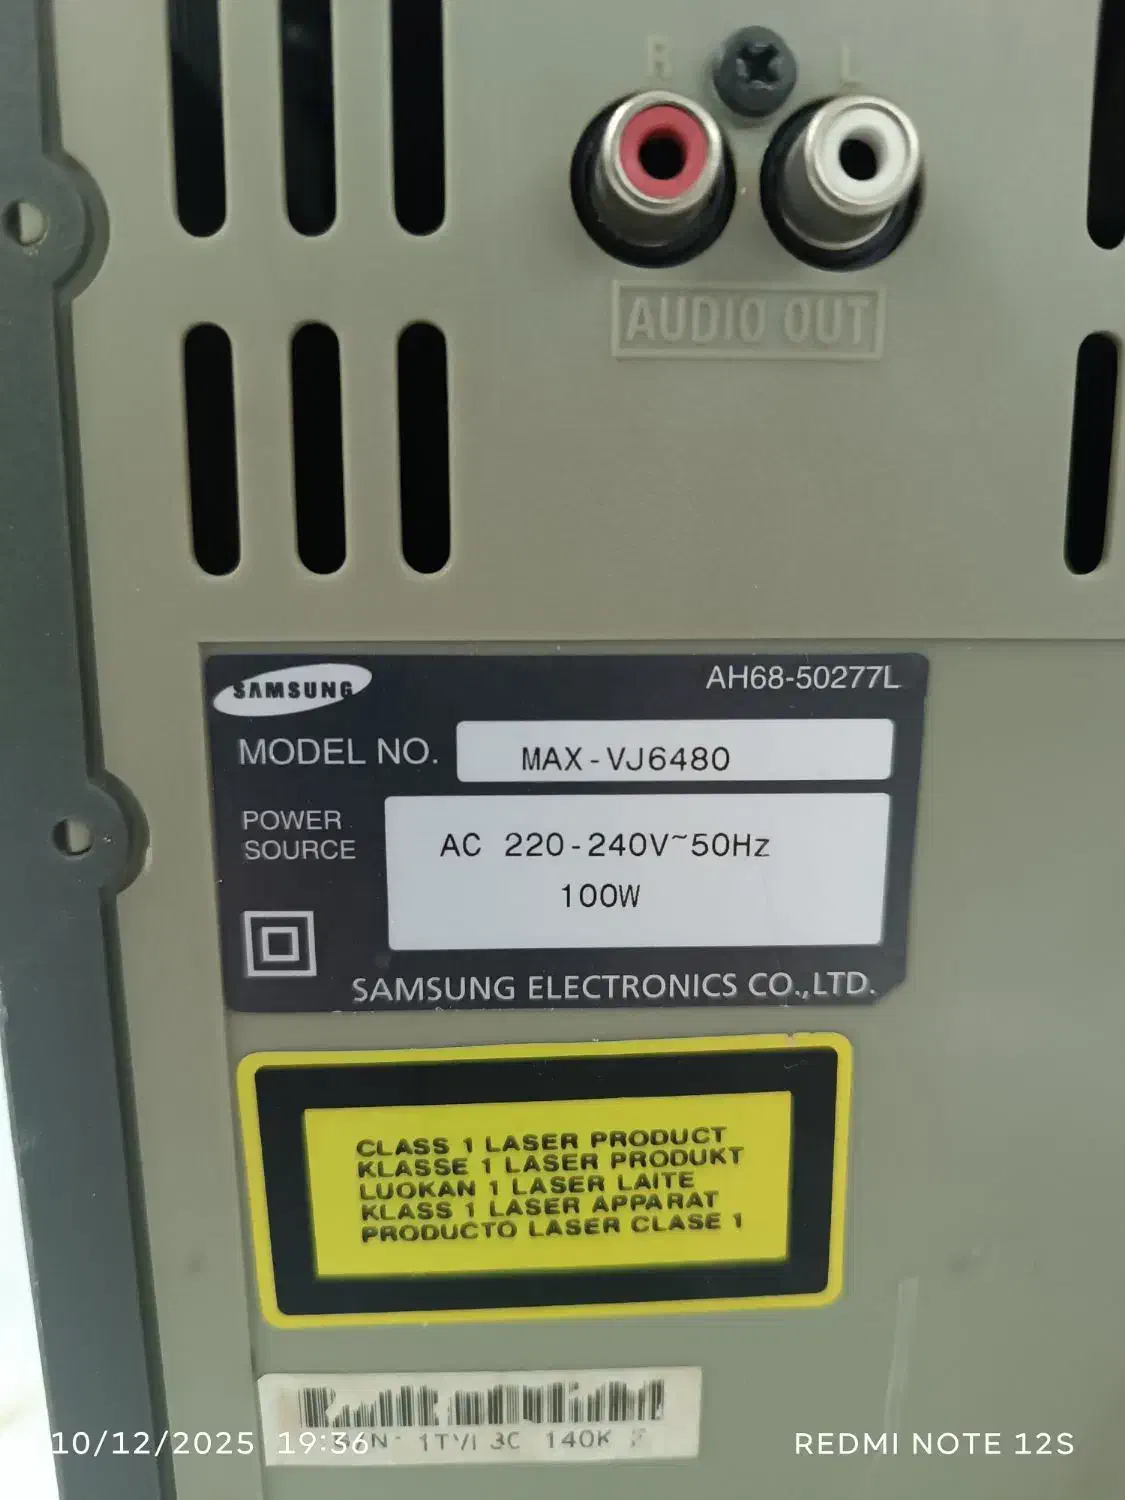 R L
AUDIO OUT
SAMSUNG
AH68-50277L
MODEL NO.
MAX-VJ6480
POWER
SOURCE
AC 220-240V~50Hz
100W
SAMSUNG ELECTRONICS CO.,LTD.
CLASS 1 LASER PRODUCT
KLASSE 1 LASER PRODUKT
LUOKAN 1 LASER LAITE
KLASS 1 LASER APPARAT
PRODUCTO LASER CLASE 1
140K
10/12/2025 19:36
REDMI NOTE 12S